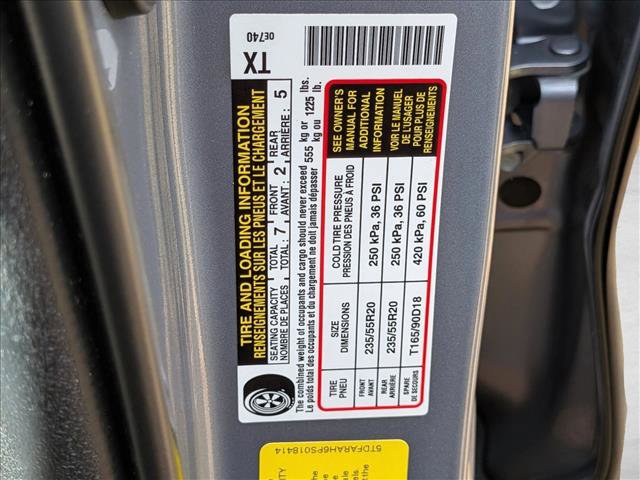 TX
0E740
TIRE AND LOADING INFORMATION
RENSEIGNEMENTS SUR LES PNEUS ET LE CHARGEMENT
SEATING CAPACITY TOTAL : 7 FRONT : 2 REAR : 5
NOMBRE DE PLACES TOTAL : AVANT : ARRIÈRE :
The combined weight of occupants and cargo should never exceed 555 kg or 1225 lbs.
Le poids total des occupants et du chargement ne doit jamais dépasser kg ou lb.
TIRE SIZE COLD TIRE PRESSURE SEE OWNER'S
PNEU DIMENSIONS PRESSION DES PNEUS À FROID MANUAL FOR
FRONT 235/55R20 250 kPa, 36 PSI ADDITIONAL
AVANT INFORMATION
REAR 235/55R20 250 kPa, 36 PSI VOIR LE MANUEL
ARRIÈRE DE L'USAGER
SPARE T165/90D18 420 kPa, 60 PSI POUR PLUS DE
DE SECOURS RENSEIGNEMENTS
5TDFARAH6PS018414